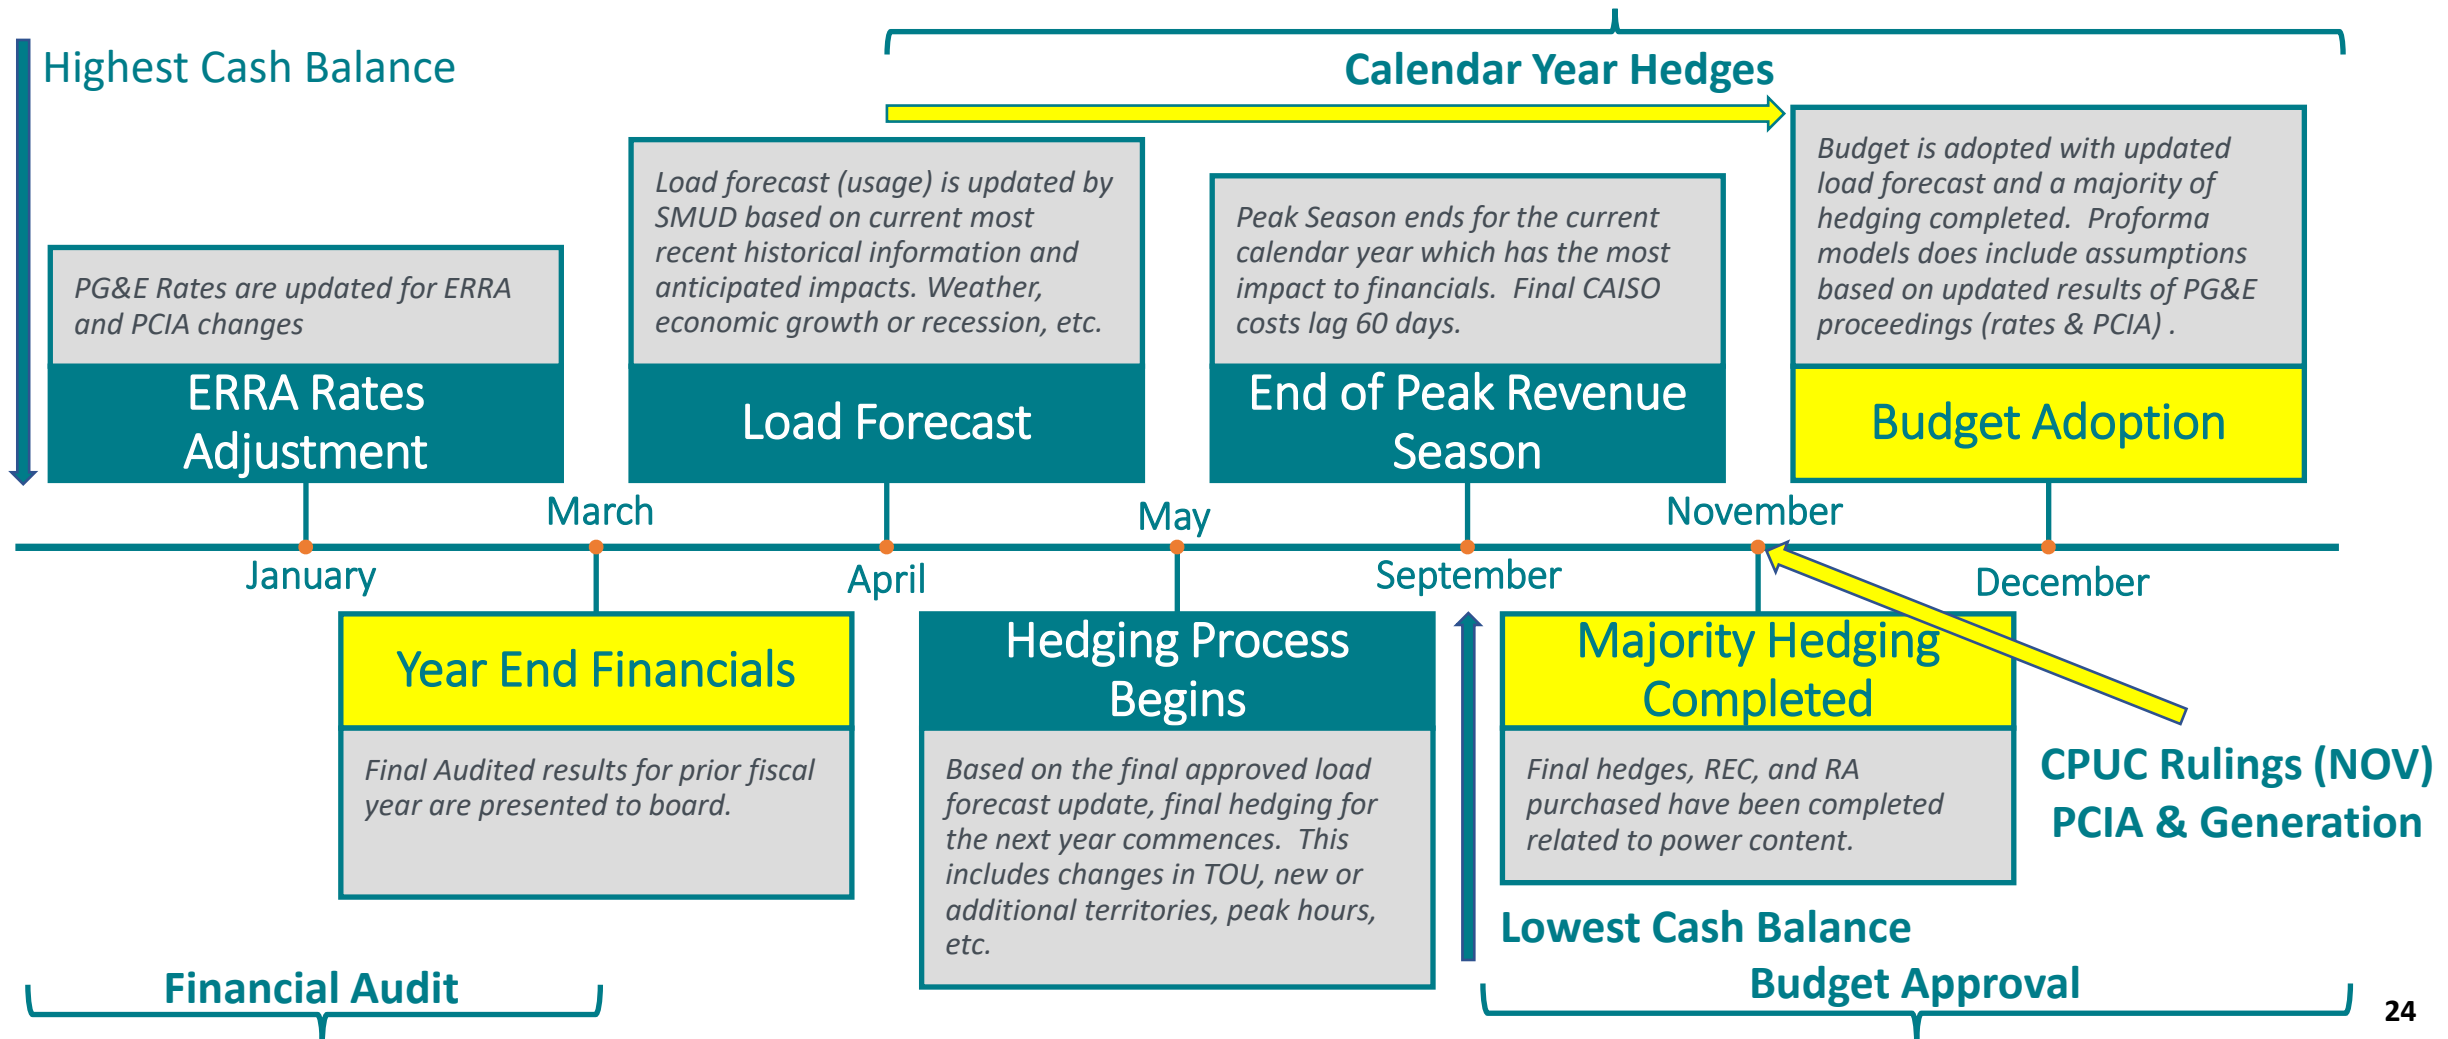 Highest Cash Balance
Calendar Year Hedges
PG&E Rates are updated for ERRA
and PCIA changes
ERRA Rates
Adjustment
Load forecast (usage) is updated by
SMUD based on current most
recent historical information and
anticipated impacts. Weather,
economic growth or recession, etc.
Load Forecast
Peak Season ends for the current
calendar year which has the most
impact to financials.  Final CAISO
costs lag 60 days.
End of Peak Revenue
Season
Budget is adopted with updated
load forecast and a majority of
hedging completed.  Proforma
models does include assumptions
based on updated results of PG&E
proceedings (rates & PCIA) .
Budget Adoption
January
March
April
May
September
November
December
Year End Financials
Final Audited results for prior fiscal
year are presented to board.
Hedging Process
Begins
Based on the final approved load
forecast update, final hedging for
the next year commences.  This
includes changes in TOU, new or
additional territories, peak hours,
etc.
Majority Hedging
Completed
Final hedges, REC, and RA
purchased have been completed
related to power content.
CPUC Rulings (NOV)
PCIA & Generation
Lowest Cash Balance
Financial Audit
Budget Approval
24